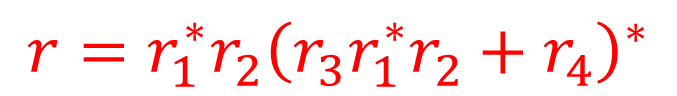 r = r₁*r₂(r₃r₁*r₂ + r₄)*